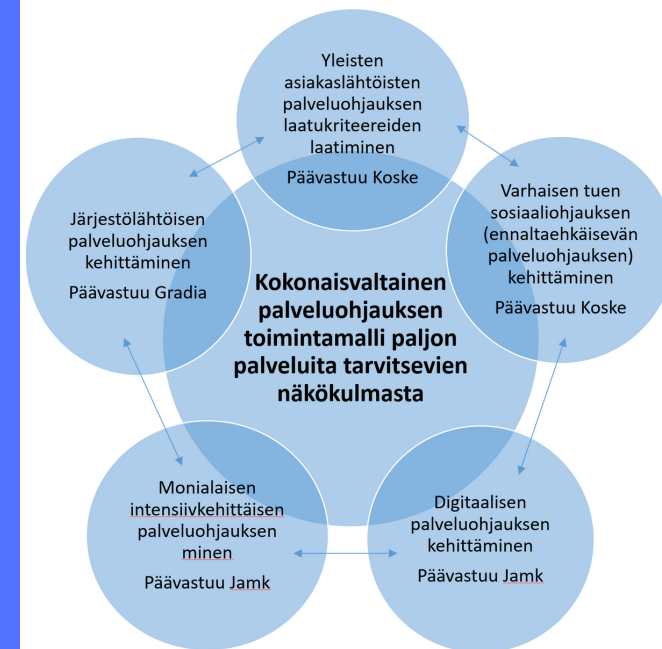 Yleisten
asiakaslähtöisten
palveluohjauksen
laatukriteereiden
laatiminen
Päävastuu Koske
Varhaisen tuen
sosiaaliohjauksen
(ennaltaehkäisevän
palveluohjauksen)
kehittäminen
Päävastuu Koske
Järjestölähtöisen
palveluohjauksen
kehittäminen
Päävastuu Gradia
Kokonaisvaltainen
palveluohjauksen
toimintamalli paljon
palveluita tarvitsevien
näkökulmasta
Monialaisen
intensiivkehittäisen
palveluohjauksen
minen
Päävastuu Jamk
Digitaalisen
palveluohjauksen
kehittäminen
Päävastuu Jamk